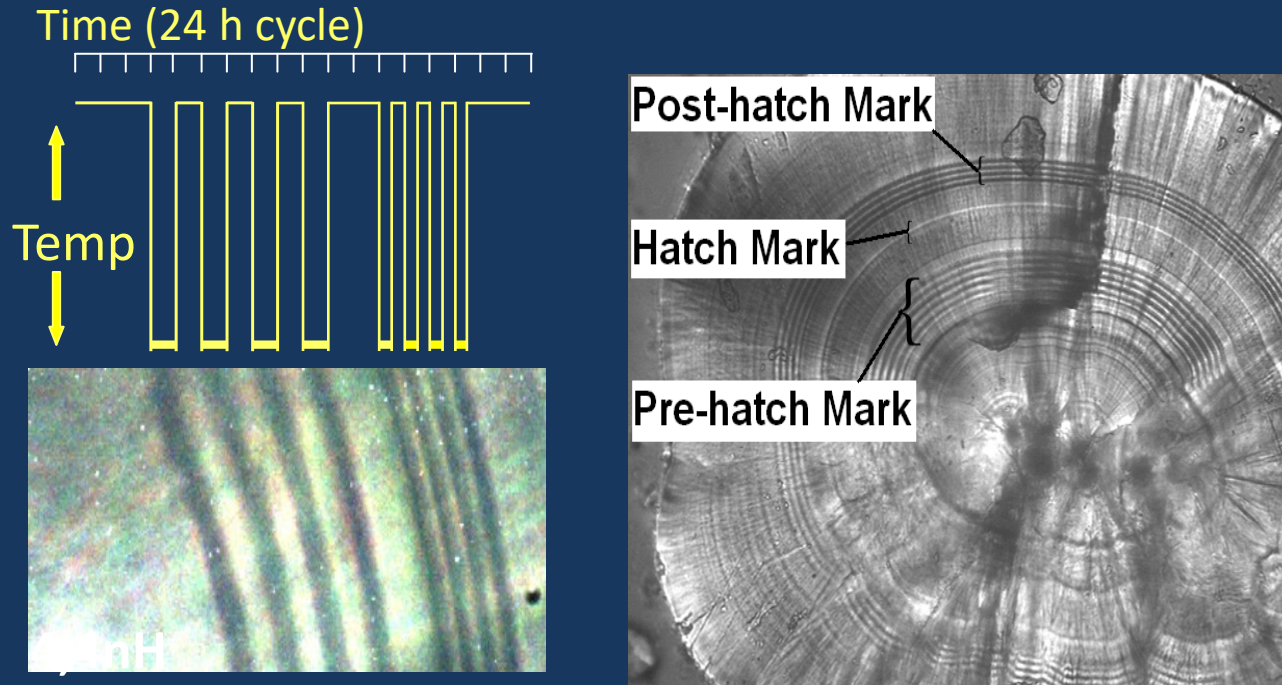 Time (24 h cycle)
Temp
Post-hatch Mark
Hatch Mark
Pre-hatch Mark